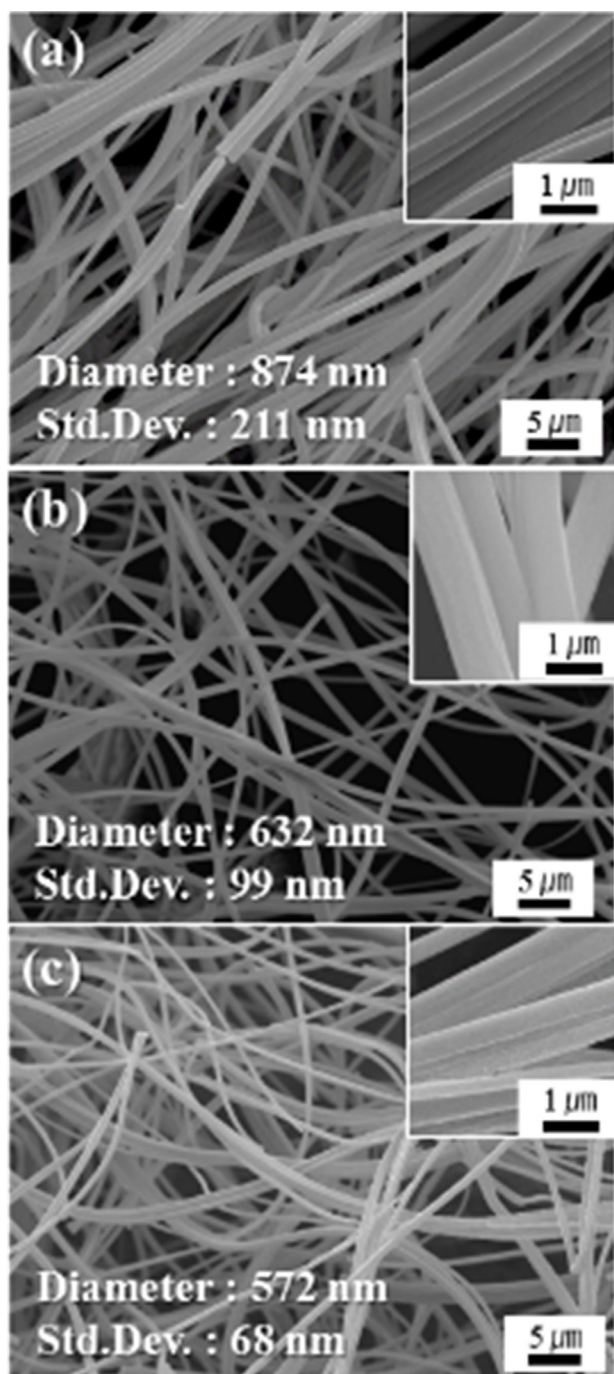 (a)
1 µm
Diameter : 874 nm
Std.Dev. : 211 nm
5 µm
(b)
1 µm
Diameter : 632 nm
Std.Dev. : 99 nm
5 µm
(c)
1 µm
Diameter : 572 nm
Std.Dev. : 68 nm
5 µm